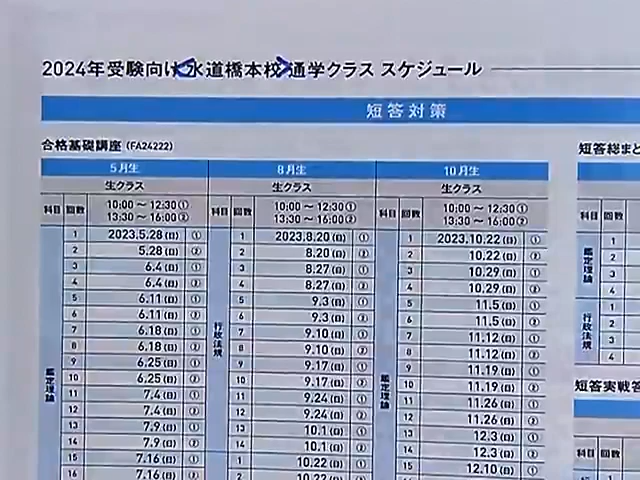 2024年受験向け<水道橋本校>通学クラス スケジュール
短答対策
合格基礎講座 (FA24222)
短答総まと
5月生 8月生 10月生
生クラス 生クラス 生クラス
科目 回数 10:00～12:30① 13:30～16:00② 科目 回数 10:00～12:30① 13:30～16:00② 科目 回数 10:00～12:30① 13:30～16:00② 科目 回数
鑑定理論 行政法規 鑑定理論 鑑定理論 行政法規
1 2023.5.28(日) ① 1 2023.8.20(日) ① 1 2023.10.22(日) ① 1
2 5.28(日) ② 2 8.20(日) ② 2 10.22(日) ② 2
3 6.4(日) ① 3 8.27(日) ① 3 10.29(日) ① 3
4 6.4(日) ② 4 8.27(日) ② 4 10.29(日) ② 4
5 6.11(日) ① 5 9.3(日) ① 5 11.5(日) ① 1
6 6.11(日) ② 6 9.3(日) ② 6 11.5(日) ② 2
7 6.18(日) ① 7 9.10(日) ① 7 11.12(日) ① 3
8 6.18(日) ② 8 9.10(日) ② 8 11.12(日) ② 4
9 6.25(日) ① 9 9.17(日) ① 9 11.19(日) ①
10 6.25(日) ② 10 9.17(日) ② 10 11.19(日) ② 短答実戦答
11 7.4(日) ① 11 9.24(日) ① 11 11.26(日) ①
12 7.4(日) ② 12 9.24(日) ② 12 11.26(日) ②
13 7.9(日) ① 13 10.1(日) ① 13 12.3(日) ① 科目 回数
14 7.9(日) ② 14 10.1(日) ② 14 12.3(日) ②
15 7.16(日) ① 1 10.22(日) ① 15 12.10(日) ①
16 7.16(日) ② 2 10.22(日) ②